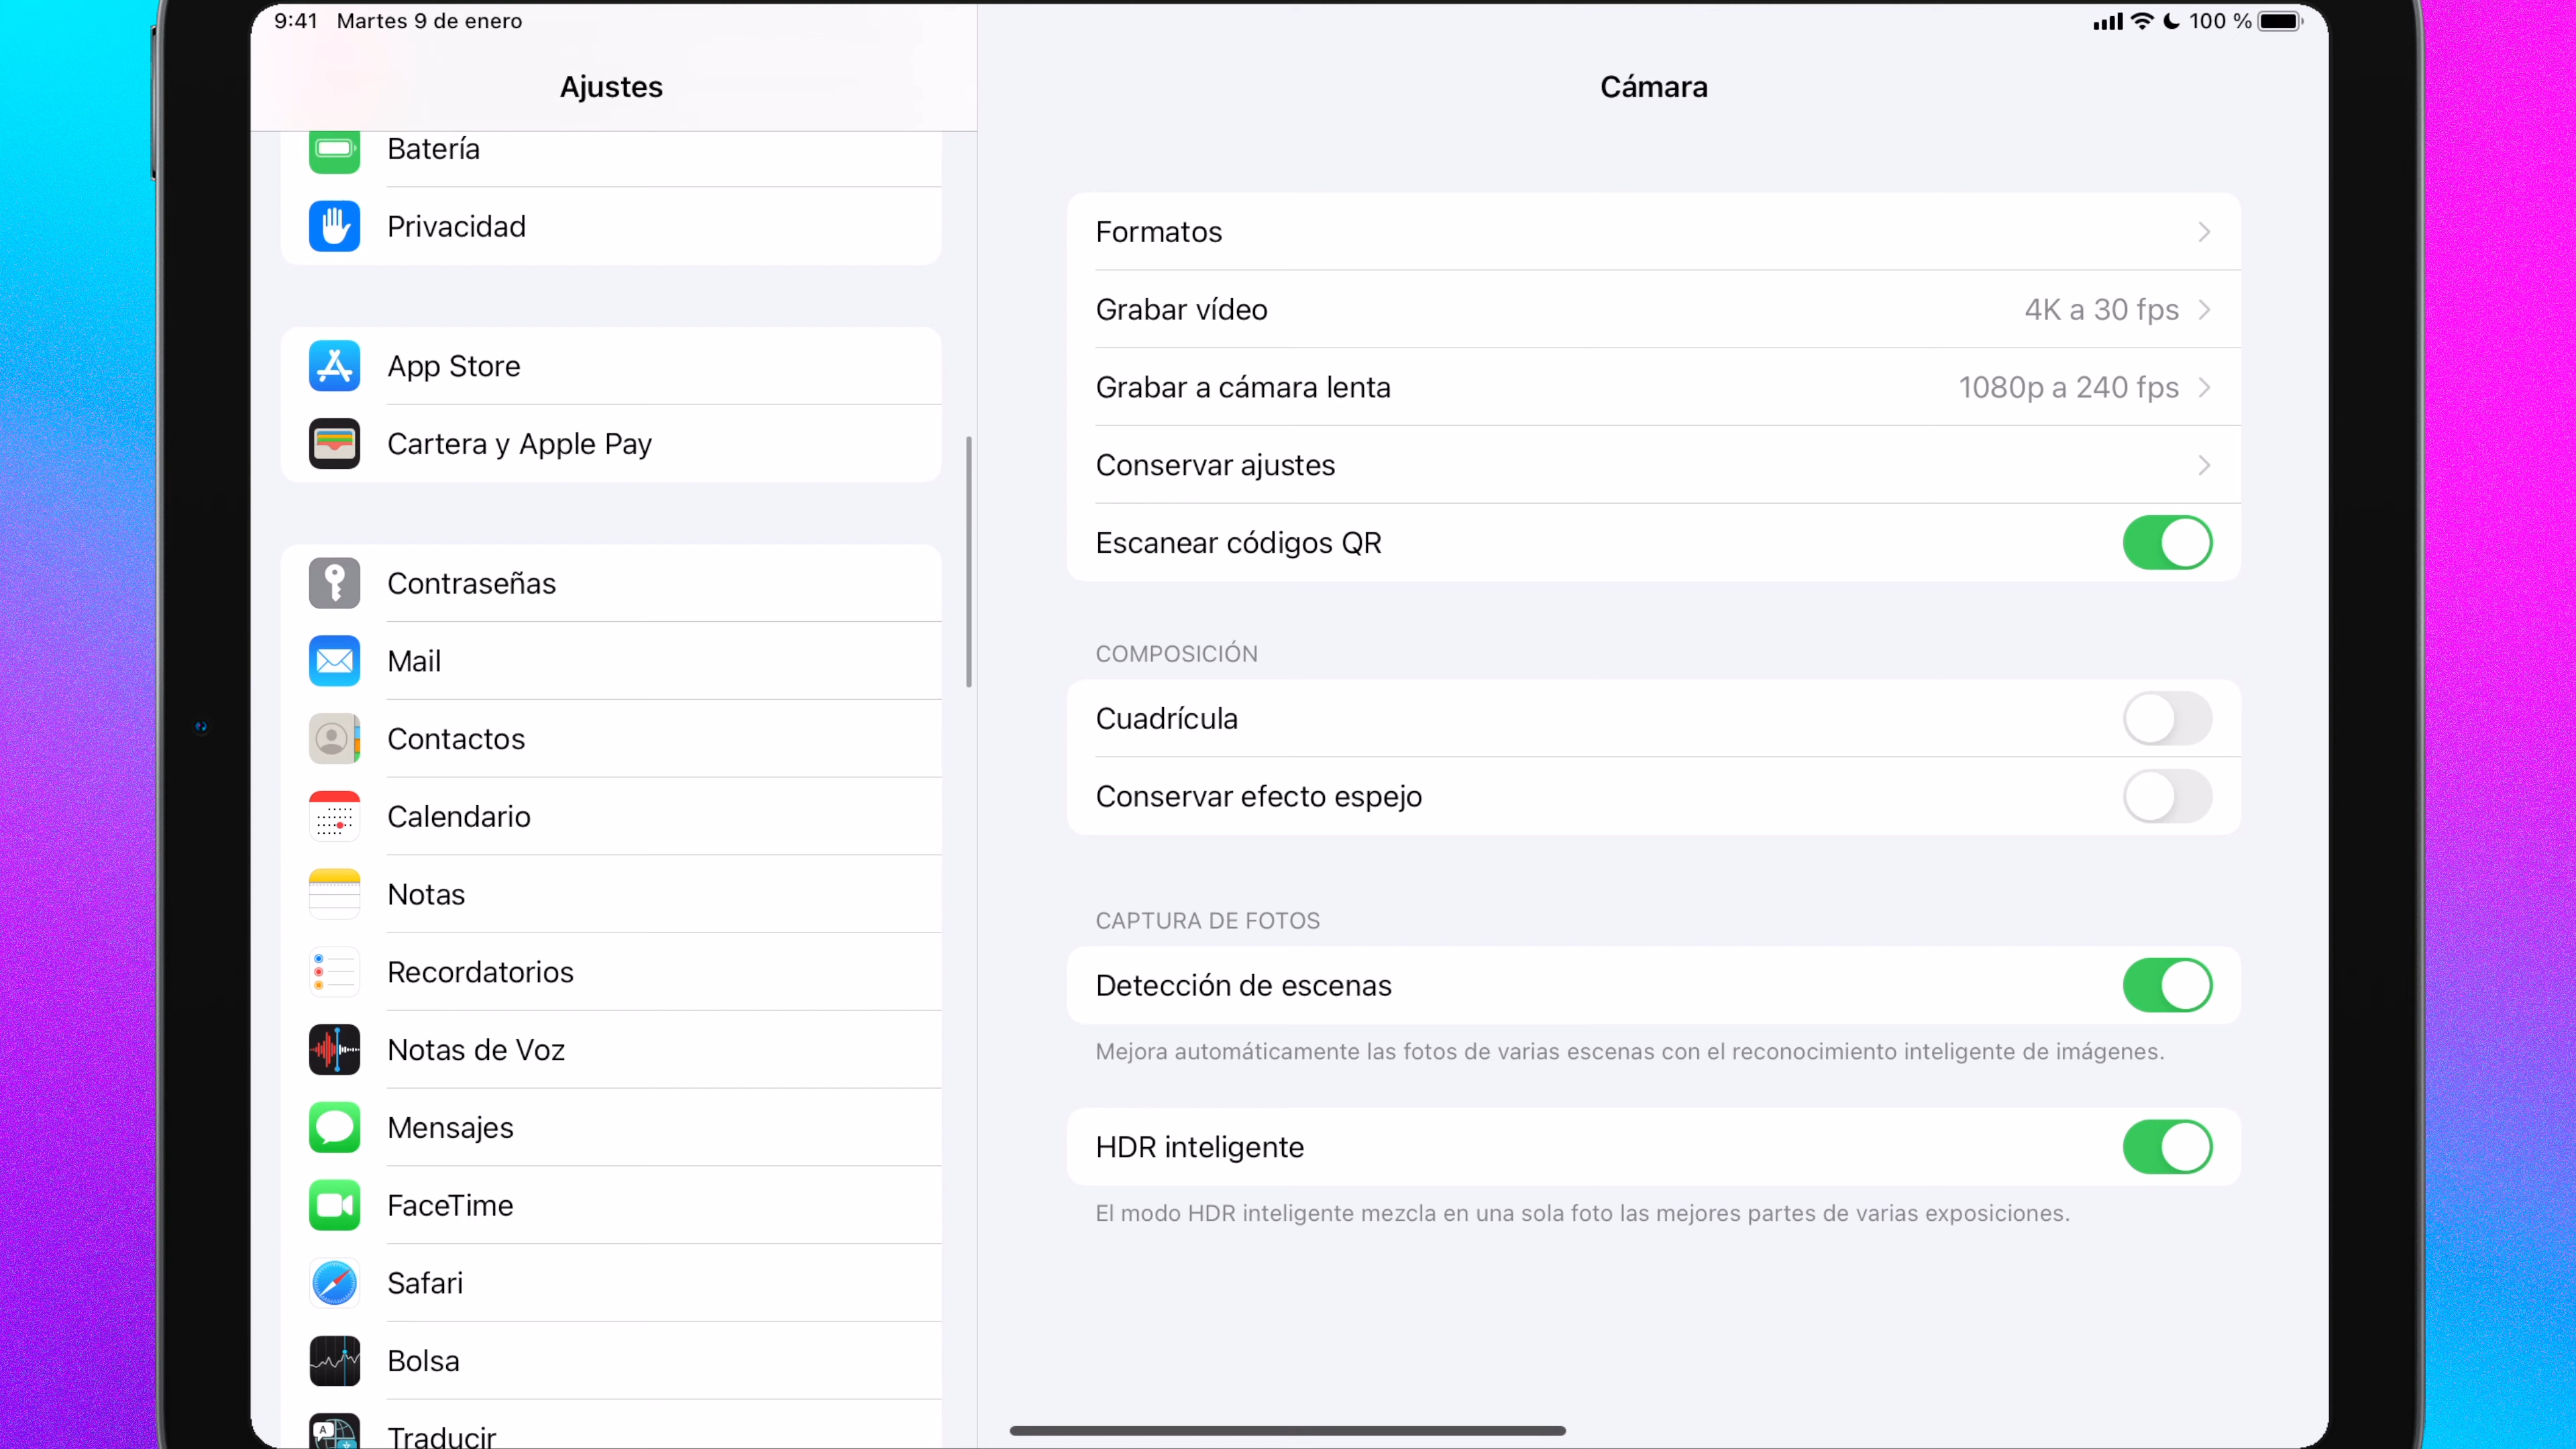 9:41 Martes 9 de enero
100 %
Ajustes
Batería
Privacidad
App Store
Cartera y Apple Pay
Contraseñas
Mail
Contactos
Calendario
Notas
Recordatorios
Notas de Voz
Mensajes
FaceTime
Safari
Bolsa
Traducir
Cámara
Formatos
Grabar vídeo 4K a 30 fps
Grabar a cámara lenta 1080p a 240 fps
Conservar ajustes
Escanear códigos QR
COMPOSICIÓN
Cuadrícula
Conservar efecto espejo
CAPTURA DE FOTOS
Detección de escenas
Mejora automáticamente las fotos de varias escenas con el reconocimiento inteligente de imágenes.
HDR inteligente
El modo HDR inteligente mezcla en una sola foto las mejores partes de varias exposiciones.